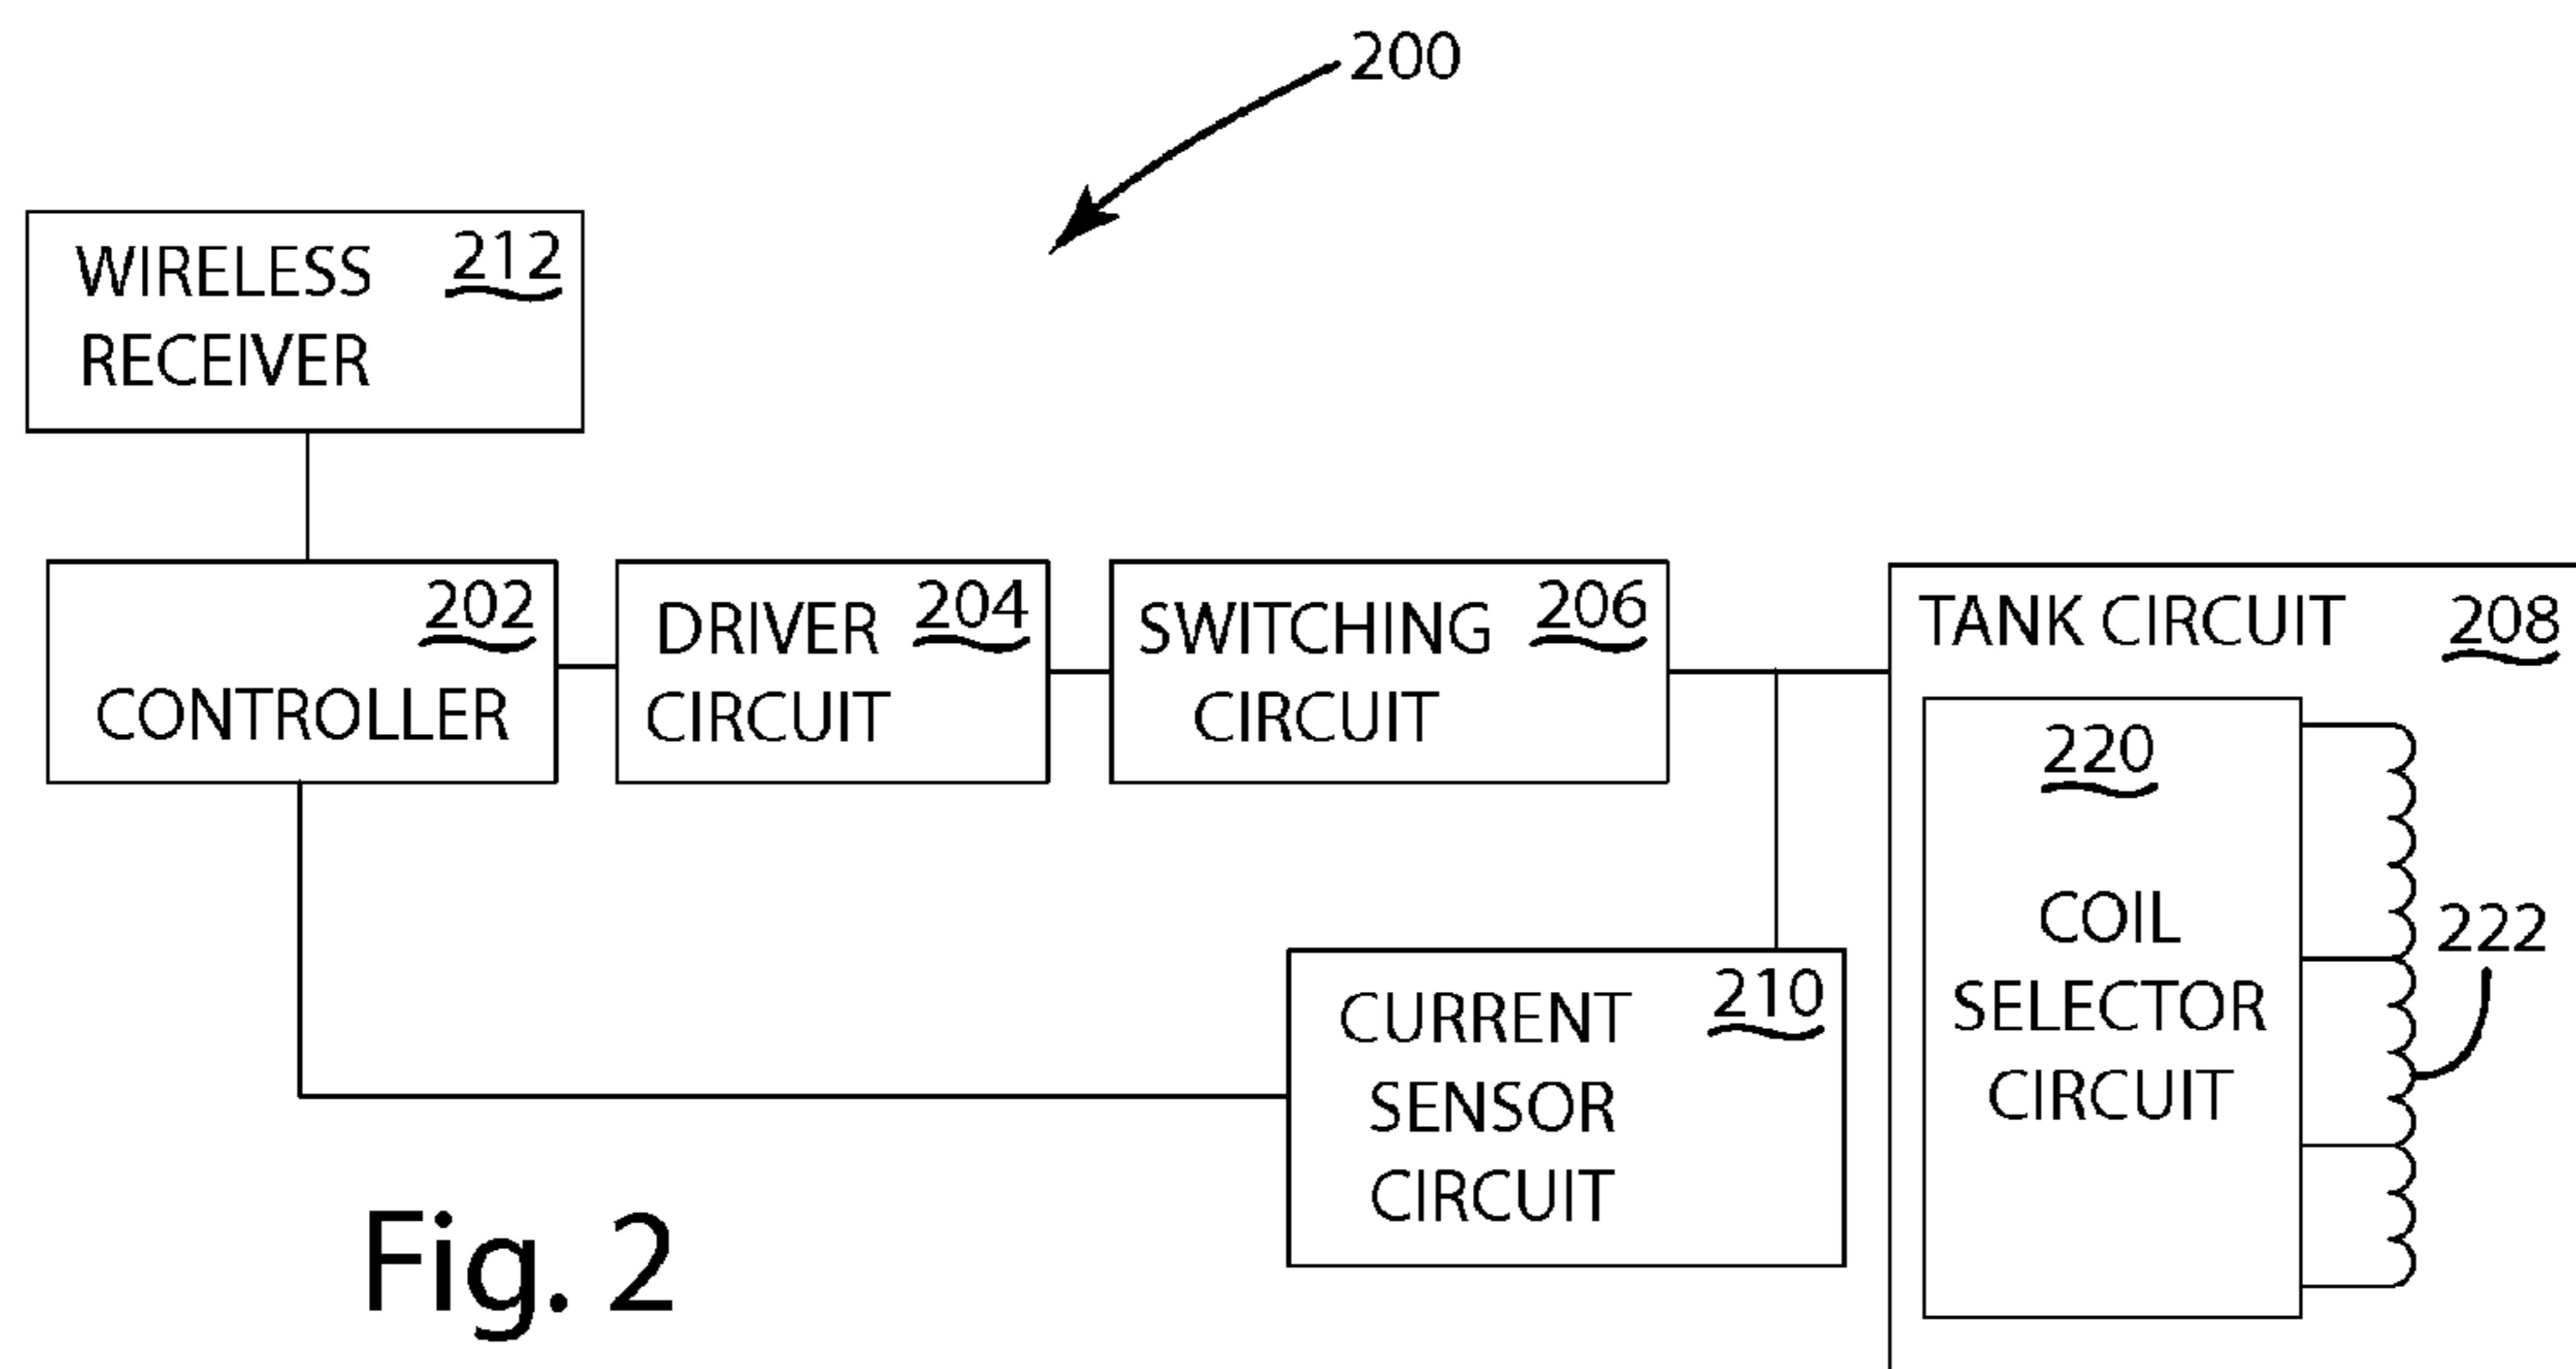 200
WIRELESS 212
RECEIVER
202
CONTROLLER
DRIVER 204
CIRCUIT
SWITCHING 206
CIRCUIT
TANK CIRCUIT 208
220
COIL
SELECTOR
CIRCUIT
222
CURRENT 210
SENSOR
CIRCUIT
Fig. 2